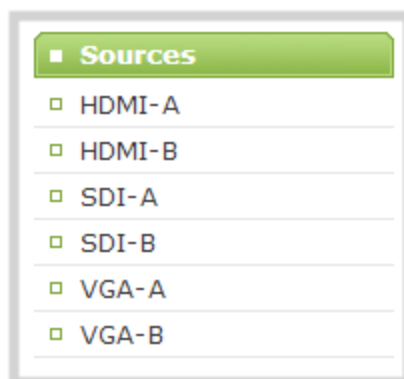 Sources
HDMI-A
HDMI-B
SDI-A
SDI-B
VGA-A
VGA-B